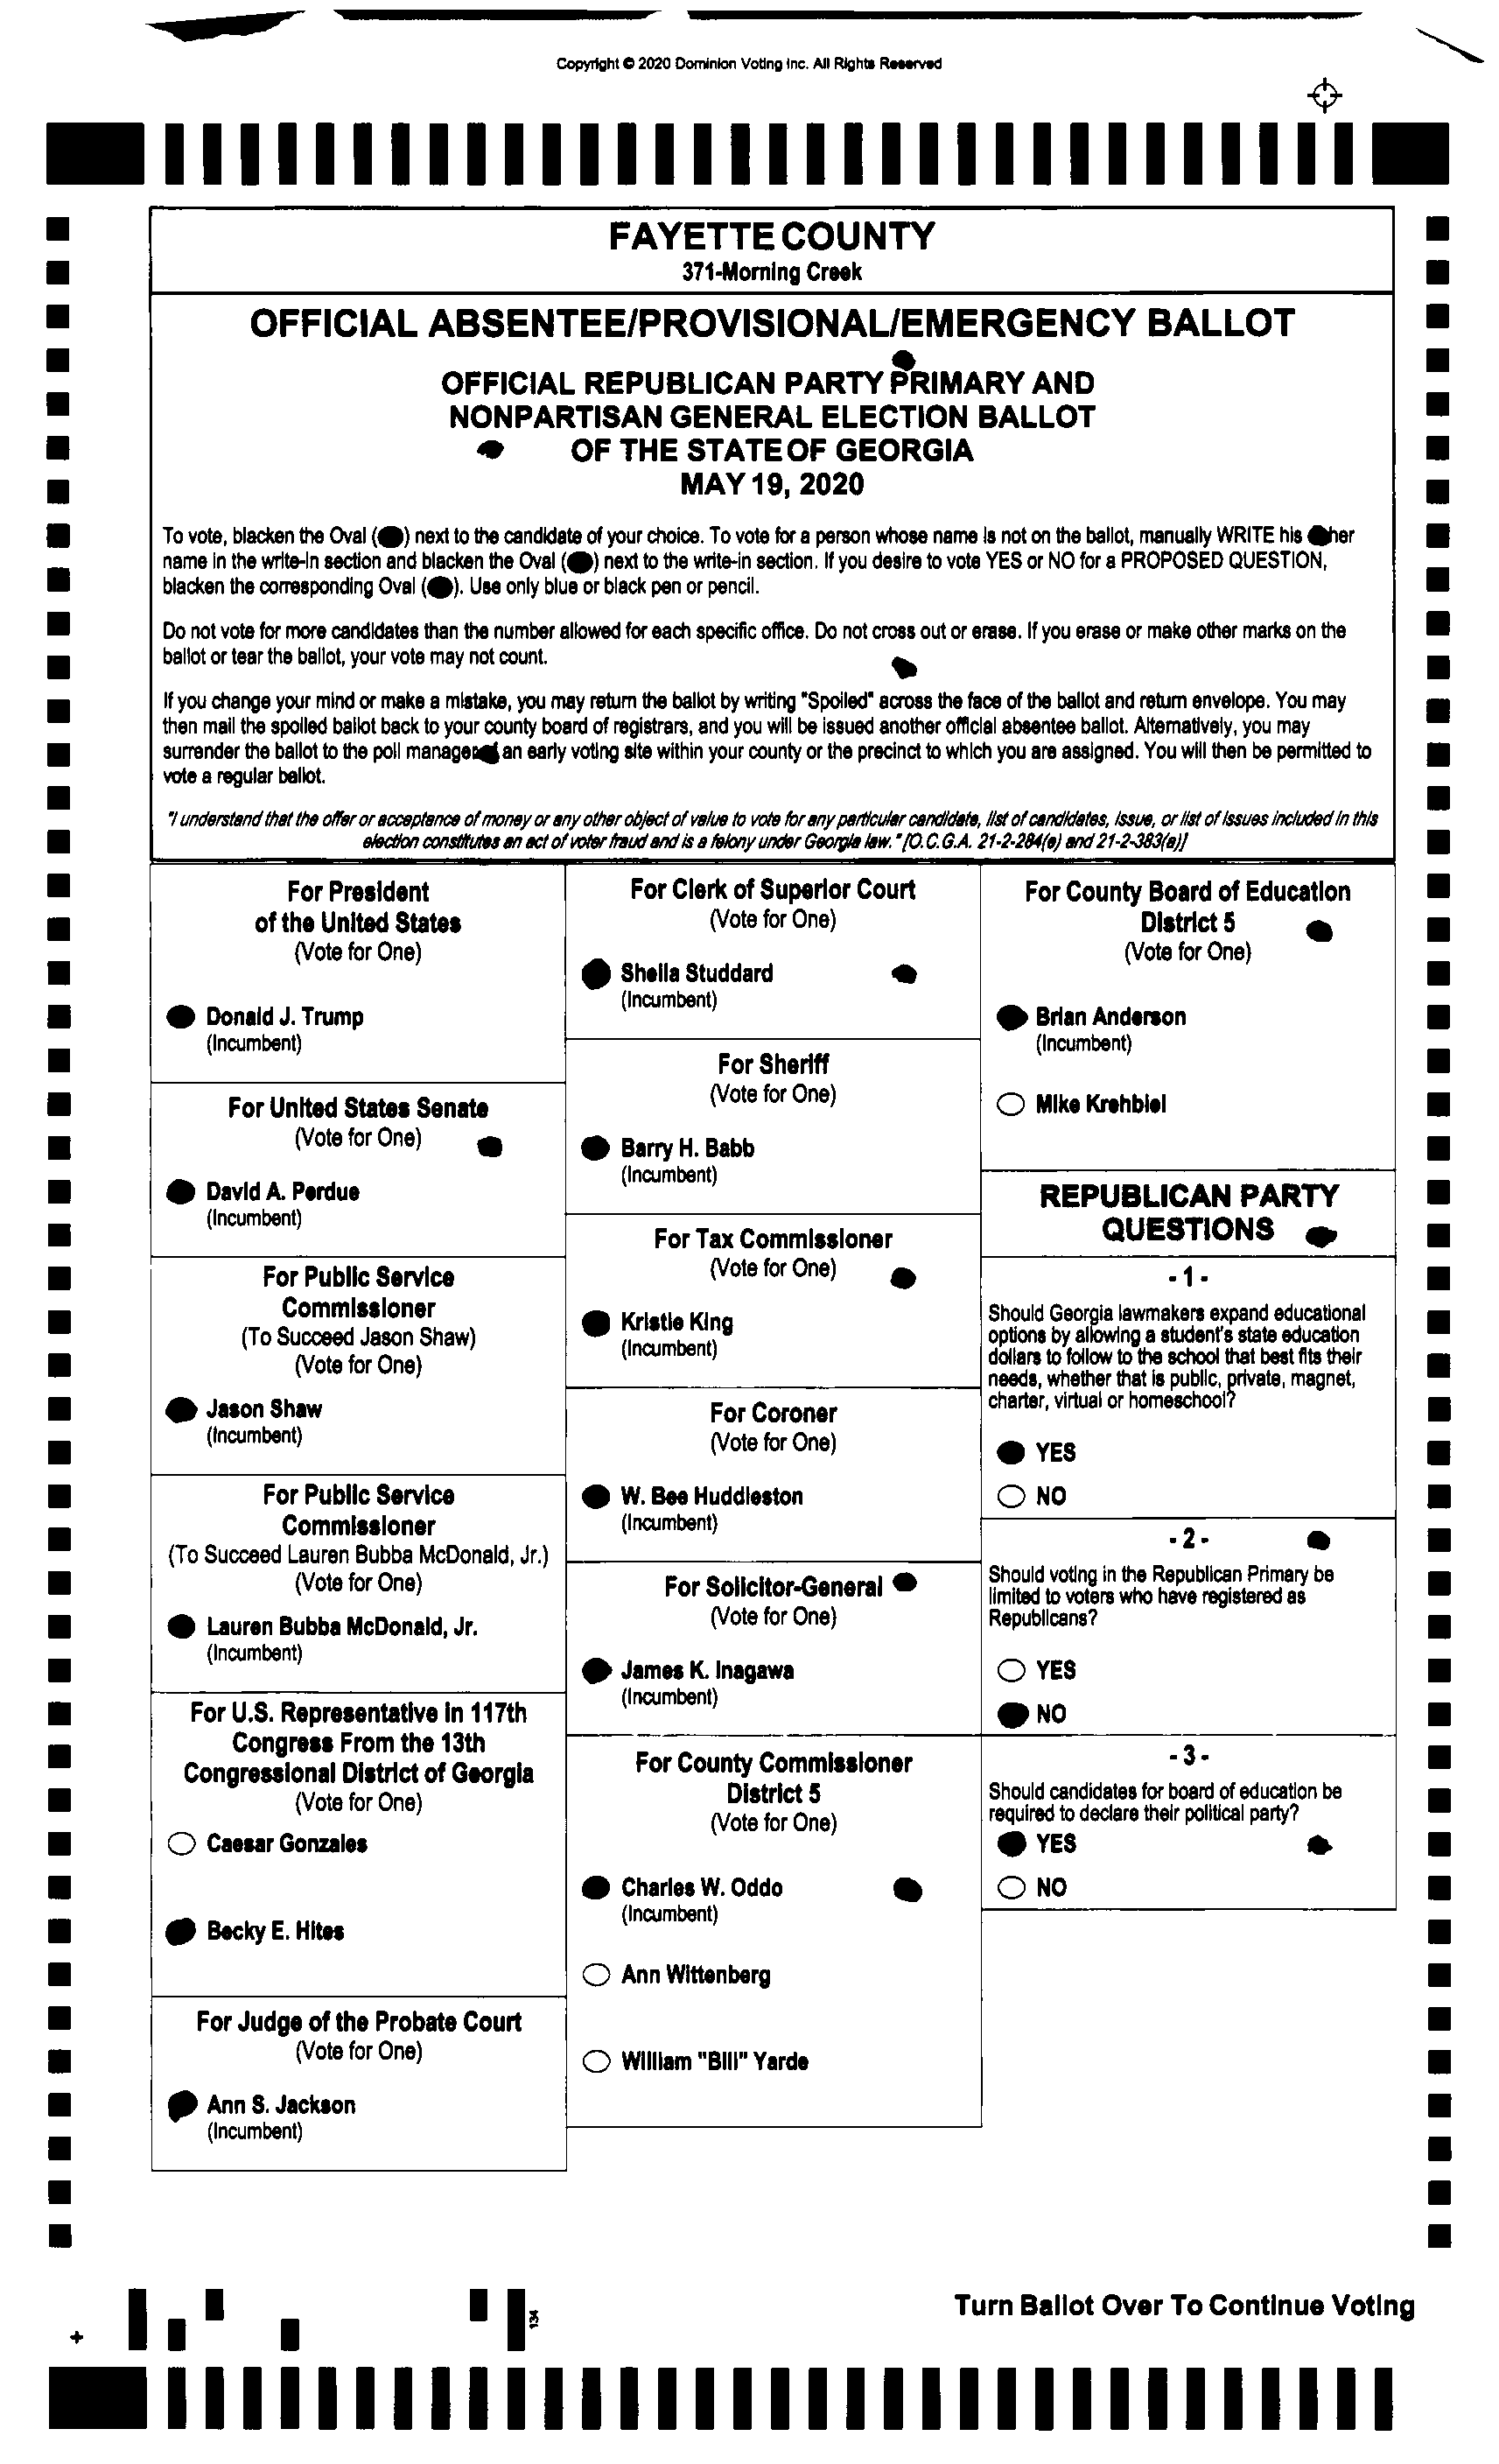 Copyright © 2020 Dominion Voting Inc. All Rights Reserved
FAYETTE COUNTY
371-Morning Creek
OFFICIAL ABSENTEE/PROVISIONAL/EMERGENCY BALLOT
OFFICIAL REPUBLICAN PARTY PRIMARY AND
NONPARTISAN GENERAL ELECTION BALLOT
OF THE STATE OF GEORGIA
MAY 19, 2020
To vote, blacken the Oval (●) next to the candidate of your choice. To vote for a person whose name is not on the ballot, manually WRITE his her
name in the write-in section and blacken the Oval (●) next to the write-in section. If you desire to vote YES or NO for a PROPOSED QUESTION,
blacken the corresponding Oval (●). Use only blue or black pen or pencil.
Do not vote for more candidates than the number allowed for each specific office. Do not cross out or erase. If you erase or make other marks on the
ballot or tear the ballot, your vote may not count.
If you change your mind or make a mistake, you may return the ballot by writing "Spoiled" across the face of the ballot and return envelope. You may
then mail the spoiled ballot back to your county board of registrars, and you will be issued another official absentee ballot. Alternatively, you may
surrender the ballot to the poll manager an early voting site within your county or the precinct to which you are assigned. You will then be permitted to
vote a regular ballot.
"I understand that the offer or acceptance of money or any other object of value to vote for any particular candidate, list of candidates, issue, or list of issues included in this
election constitutes an act of voter fraud and is a felony under Georgia law." [O.C.G.A. 21-2-284(e) and 21-2-383(a)]
For President
of the United States
(Vote for One)
Donald J. Trump
(Incumbent)
For United States Senate
(Vote for One)
David A. Perdue
(Incumbent)
For Public Service
Commissioner
(To Succeed Jason Shaw)
(Vote for One)
Jason Shaw
(Incumbent)
For Public Service
Commissioner
(To Succeed Lauren Bubba McDonald, Jr.)
(Vote for One)
Lauren Bubba McDonald, Jr.
(Incumbent)
For U.S. Representative in 117th
Congress From the 13th
Congressional District of Georgia
(Vote for One)
Caesar Gonzales
Becky E. Hites
For Judge of the Probate Court
(Vote for One)
Ann S. Jackson
(Incumbent)
For Clerk of Superior Court
(Vote for One)
Sheila Studdard
(Incumbent)
For Sheriff
(Vote for One)
Barry H. Babb
(Incumbent)
For Tax Commissioner
(Vote for One)
Kristie King
(Incumbent)
For Coroner
(Vote for One)
W. Bee Huddleston
(Incumbent)
For Solicitor-General
(Vote for One)
James K. Inagawa
(Incumbent)
For County Commissioner
District 5
(Vote for One)
Charles W. Oddo
(Incumbent)
Ann Wittenberg
William "Bill" Yarde
For County Board of Education
District 5
(Vote for One)
Brian Anderson
(Incumbent)
Mike Krehbiel
REPUBLICAN PARTY
QUESTIONS
- 1 -
Should Georgia lawmakers expand educational
options by allowing a student's state education
dollars to follow to the school that best fits their
needs, whether that is public, private, magnet,
charter, virtual or homeschool?
YES
NO
- 2 -
Should voting in the Republican Primary be
limited to voters who have registered as
Republicans?
YES
NO
- 3 -
Should candidates for board of education be
required to declare their political party?
YES
NO
Turn Ballot Over To Continue Voting
134